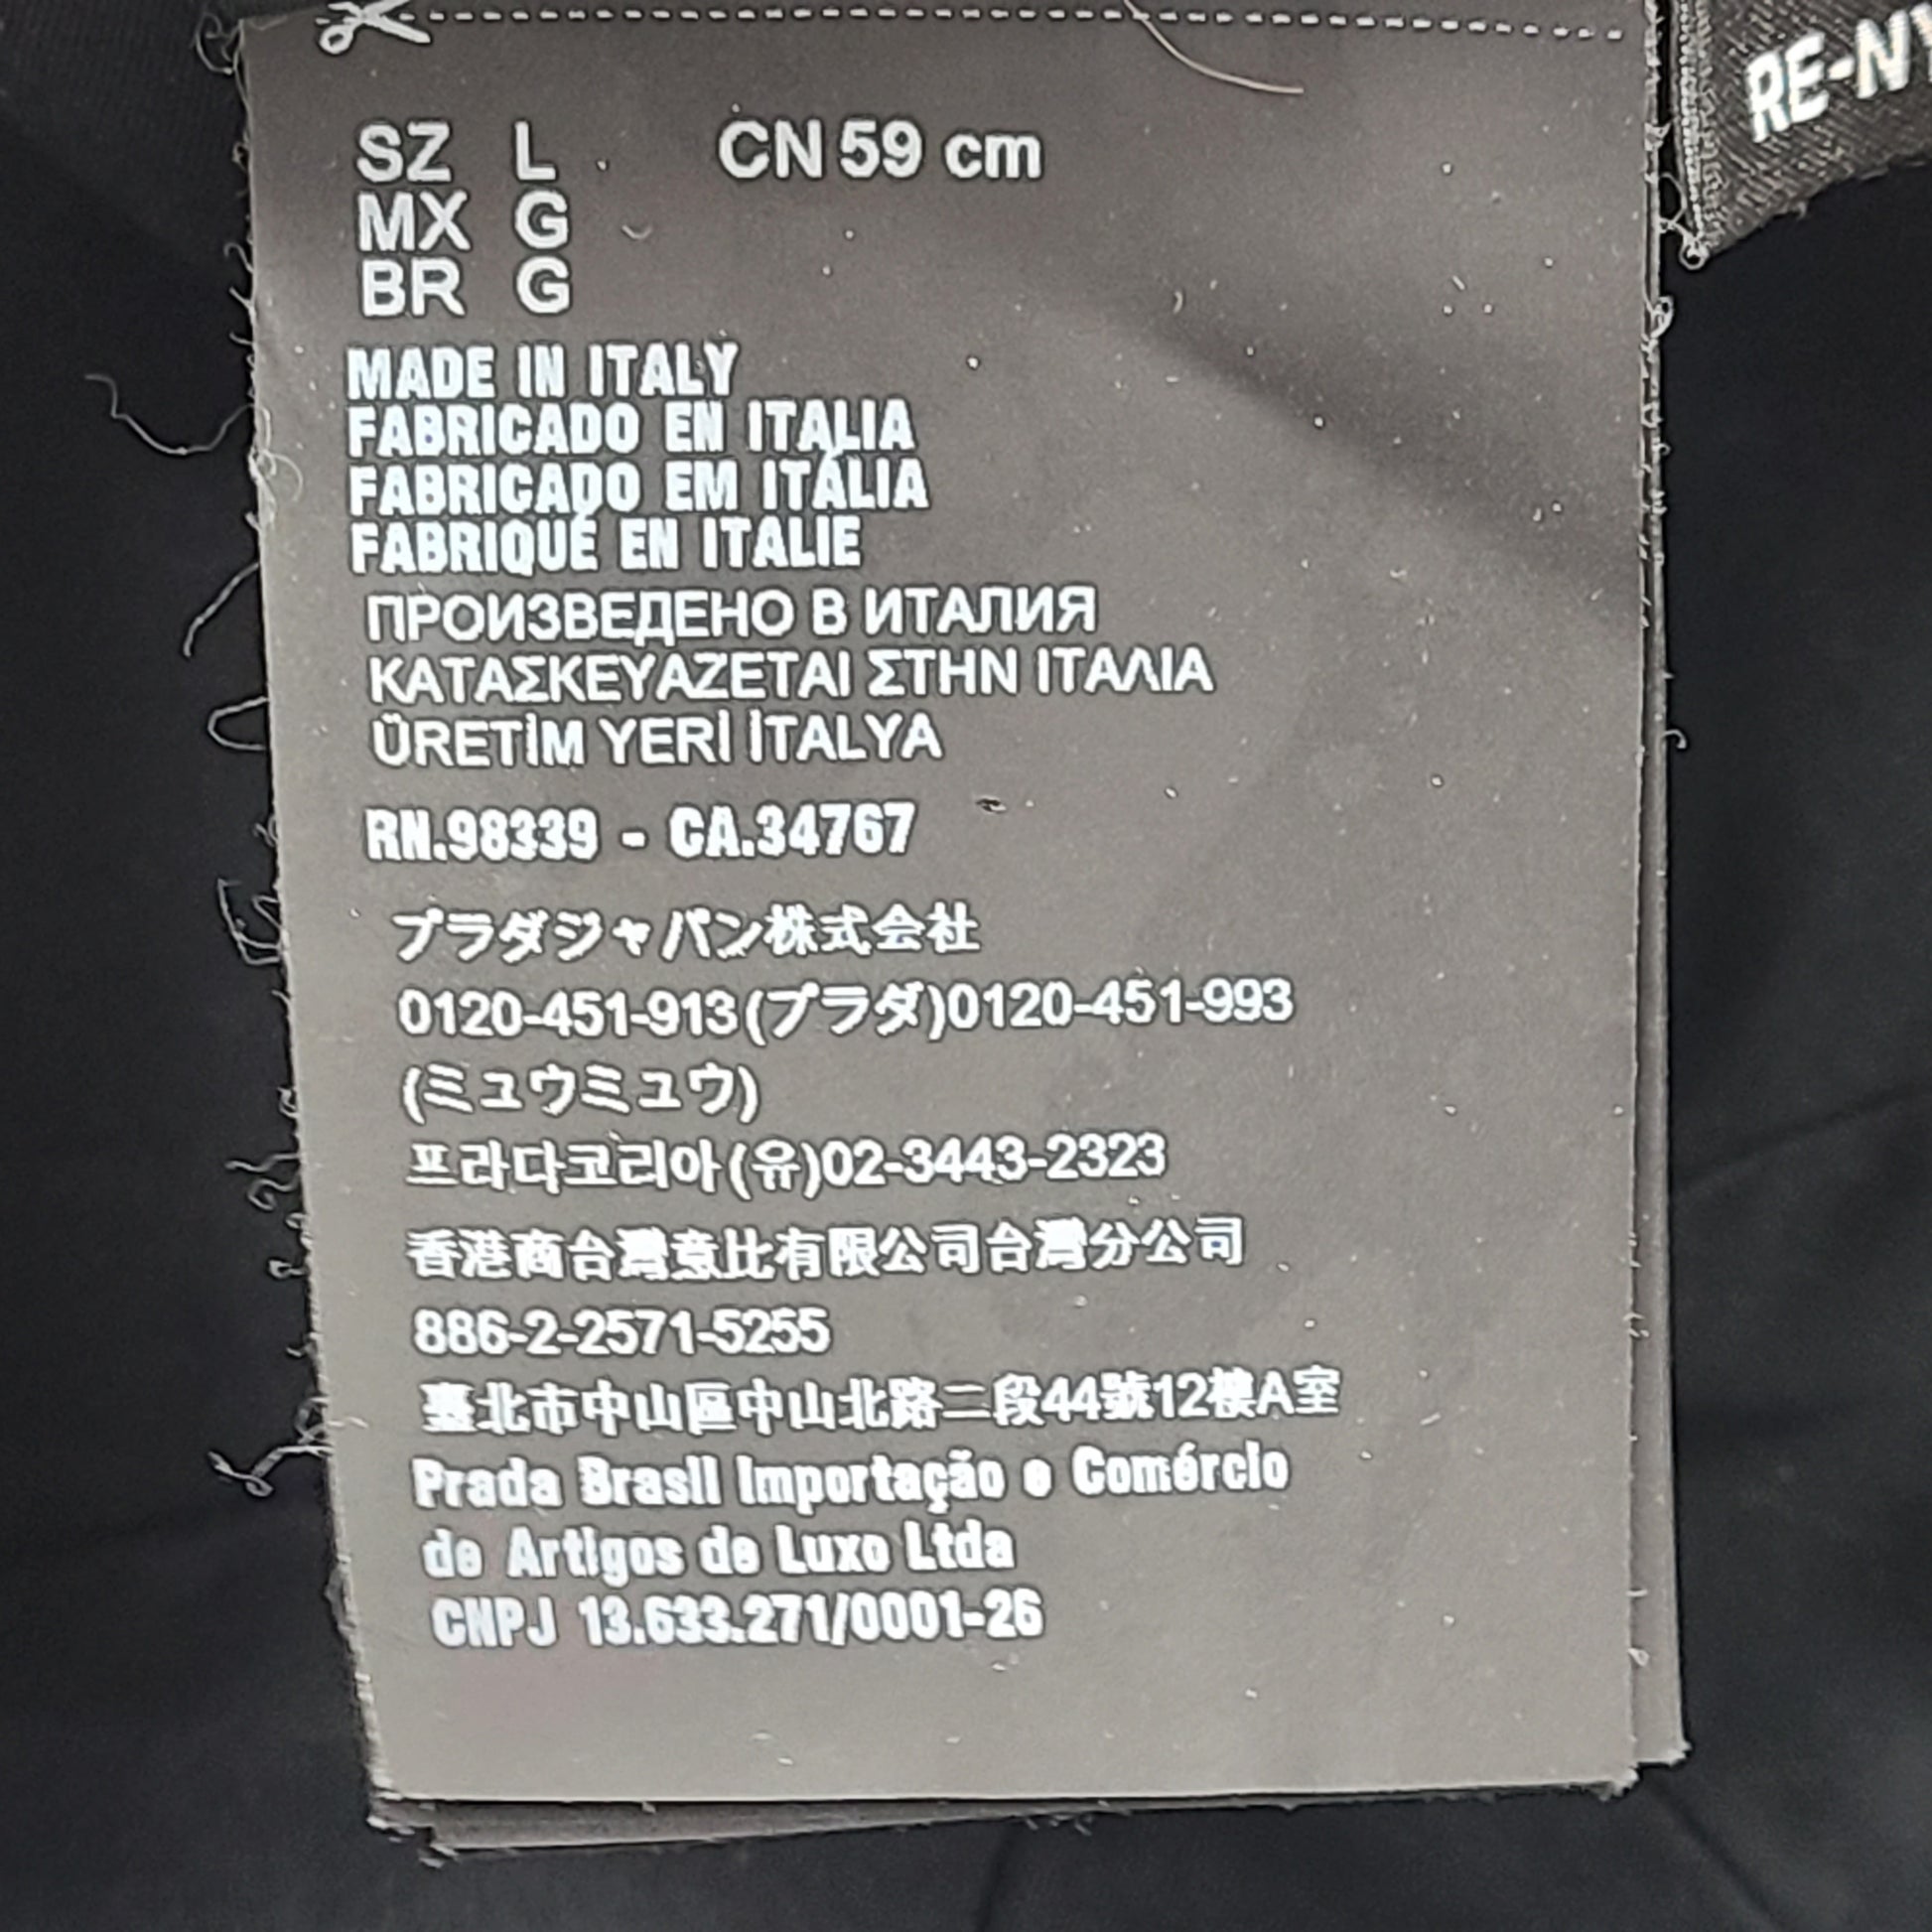 RE-NY
SZ L CN 59 cm
MX G
BR G
MADE IN ITALY
FABRICADO EN ITALIA
FABRICADO EM ITÁLIA
FABRIQUÉ EN ITALIE
ПРОИЗВЕДЕНО В ИТАЛИЯ
ΚΑΤΑΣΚΕΥΑΖΕΤΑΙ ΣΤΗΝ ΙΤΑΛΙΑ
ÜRETİM YERİ İTALYA
RN.98339 - CA.34767
プラダジャパン株式会社
0120-451-913(プラダ)0120-451-993
(ミュウミュウ)
프라다코리아(유)02-3443-2323
香港商台灣意比有限公司台灣分公司
886-2-2571-5255
臺北市中山區中山北路二段44號12樓A室
Prada Brasil Importação e Comércio
de Artigos de Luxo Ltda
CNPJ 13.633.271/0001-26